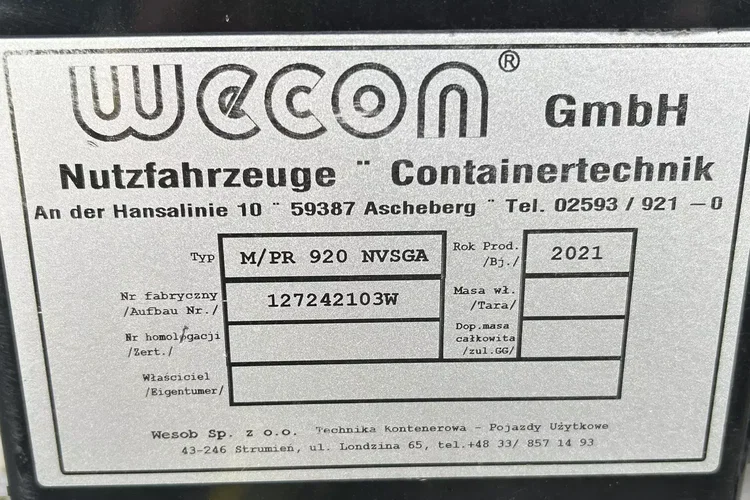 wecon® GmbH
Nutzfahrzeuge ¨ Containertechnik
An der Hansalinie 10 ¨ 59387 Ascheberg ¨ Tel. 02593 / 921 – 0
Typ M/PR 920 NVSGA Rok Prod. /Bj./ 2021
Nr fabryczny /Aufbau Nr./ 127242103W Masa wł. /Tara/
Nr homologacji /Zert./ Dop.masa całkowita /zul.GG/
Właściciel /Eigentumer/
Wesob Sp. z o.o. Technika Kontenerowa – Pojazdy Użytkowe
43-246 Strumień, ul. Londzina 65, tel.+48 33/ 857 14 93